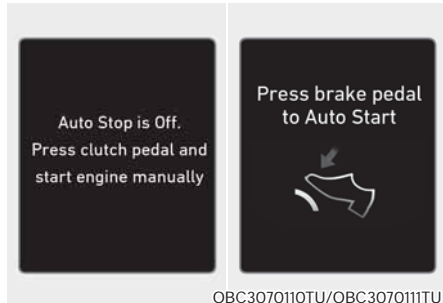 Auto Stop is Off.
Press clutch pedal and
start engine manually
Press brake pedal
to Auto Start
OBC3070110TU/OBC3070111TU